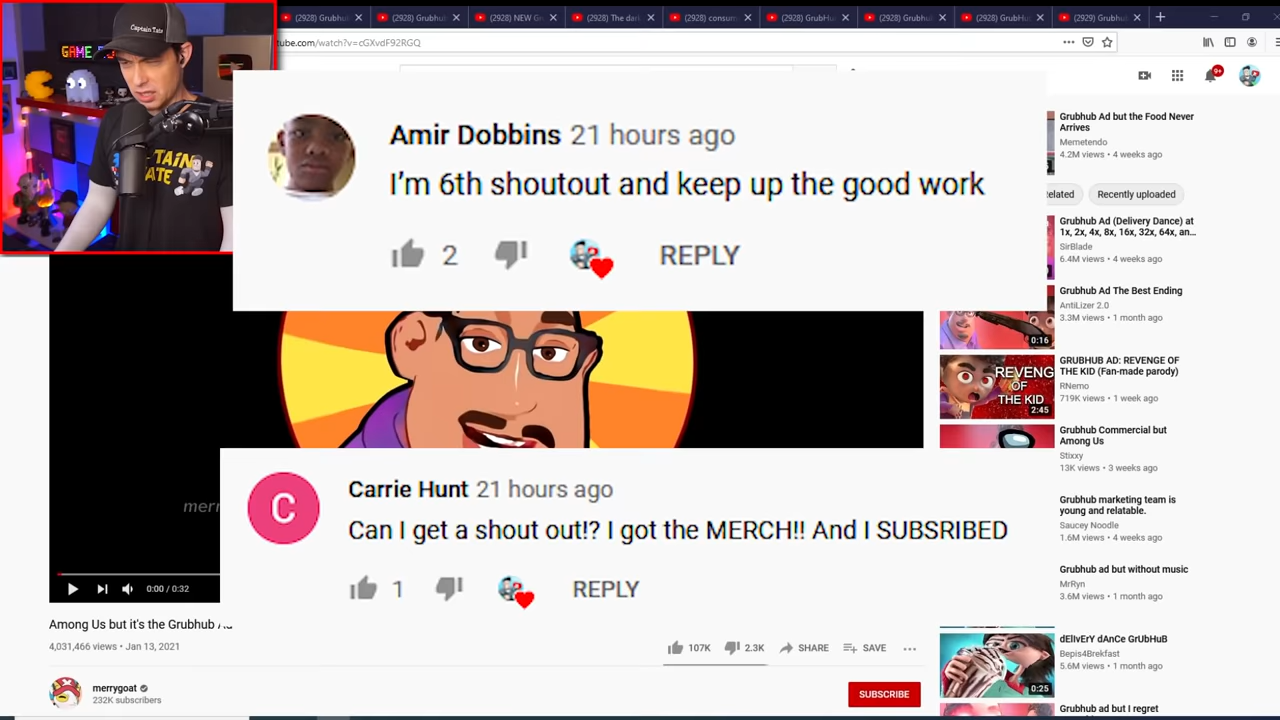 (2928) Grubhub
(2928) Grubh
(2928) NEW Gr
(2928) The dar
(2928) consum
(2928) GrubHu
(2928) Grubhu
(2928) GrubHu
(2929) Grubhu
tube.com/watch?v=cGXvdF92RGQ
Captain Tate
GAME
TAIN
TATE
9+
Amir Dobbins 21 hours ago
I'm 6th shoutout and keep up the good work
2
REPLY
Carrie Hunt 21 hours ago
Can I get a shout out!? I got the MERCH!! And I SUBSRIBED
1
REPLY
merr
0:00 / 0:32
Among Us but it's the Grubhub Ad
4,031,466 views • Jan 13, 2021
107K
2.3K
SHARE
SAVE
merrygoat
232K subscribers
SUBSCRIBE
Grubhub Ad but the Food Never
Arrives
Memetendo
4.2M views • 4 weeks ago
elated
Recently uploaded
Grubhub Ad (Delivery Dance) at
1x, 2x, 4x, 8x, 16x, 32x, 64x, an...
SirBlade
6.4M views • 4 weeks ago
Grubhub Ad The Best Ending
AntiLizer 2.0
3.3M views • 1 month ago
0:16
GRUBHUB AD: REVENGE OF
THE KID (Fan-made parody)
RNemo
719K views • 1 week ago
REVENG
OF
THE KID
2:45
Grubhub Commercial but
Among Us
Stixxy
13K views • 3 weeks ago
Grubhub marketing team is
young and relatable.
Saucey Noodle
1.6M views • 4 weeks ago
Grubhub ad but without music
MrRyn
3.6M views • 1 month ago
dElIvErY dAnCe GrUbHuB
Bepis4Brekfast
5.6M views • 1 month ago
0:25
Grubhub ad but I regret